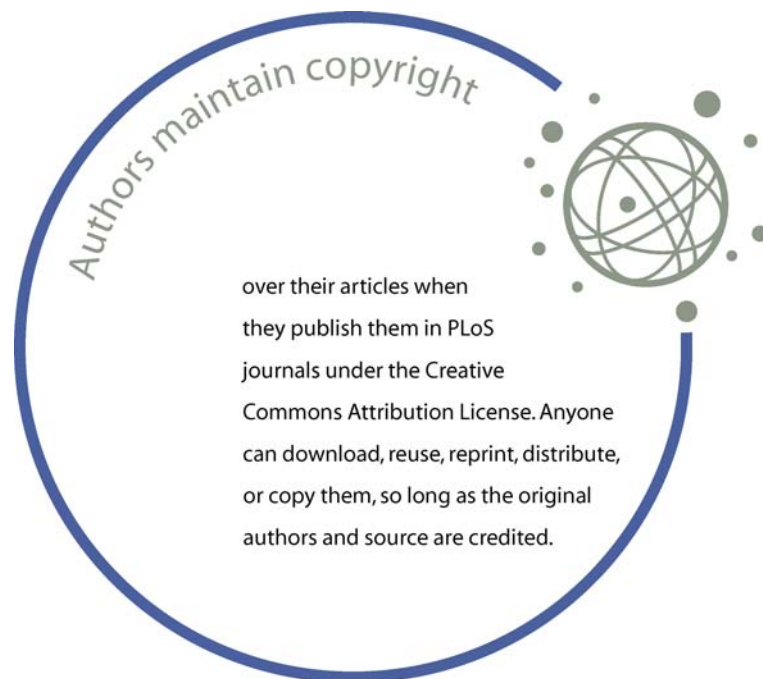 Authors maintain copyright
over their articles when
they publish them in PLoS
journals under the Creative
Commons Attribution License. Anyone
can download, reuse, reprint, distribute,
or copy them, so long as the original
authors and source are credited.